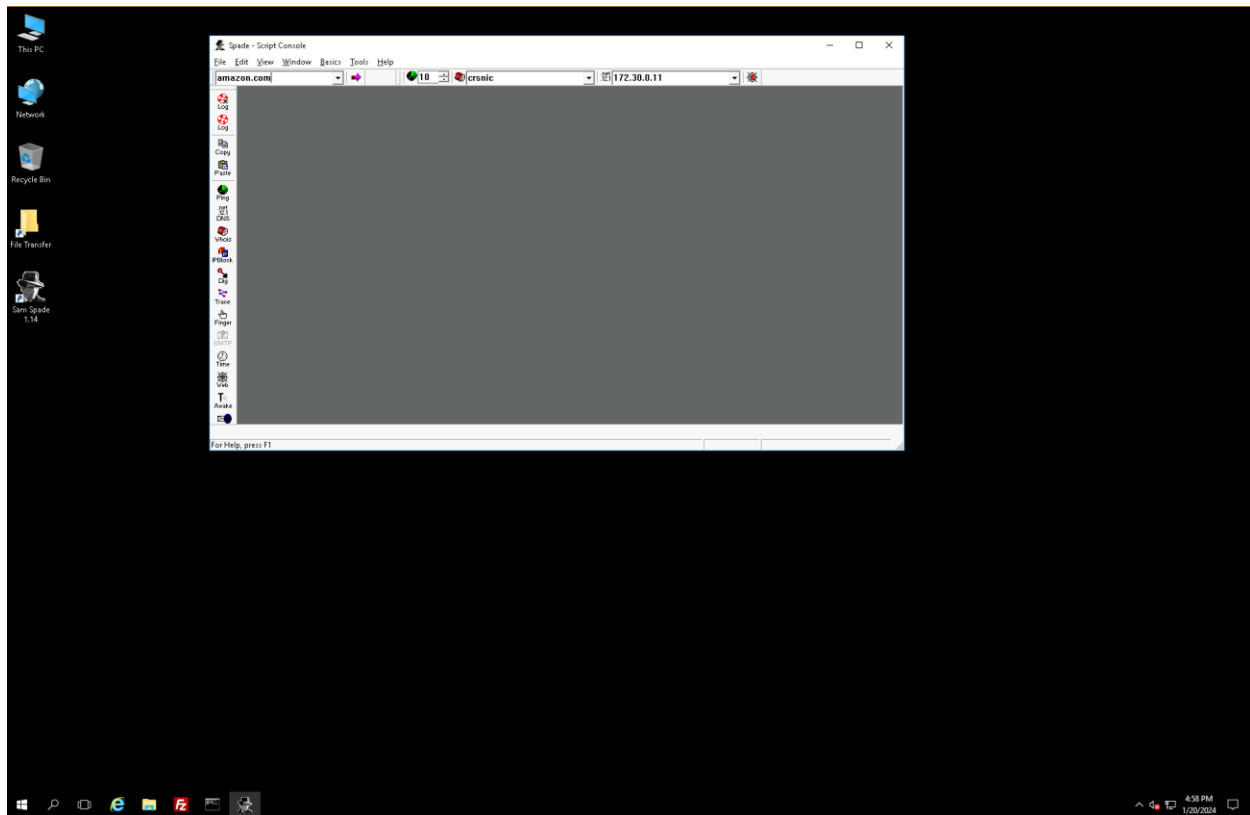 This PC
Network
Recycle Bin
File Transfer
Sam Spade
1.14
Spade - Script Console
File Edit View Window Basics Tools Help
amazon.com 10 crsnic 172.30.0.11
Log
Log
Copy
Paste
Ping
DNS
Whois
IPBlock
Dig
Trace
Finger
SMTP
Time
Web
Awake
For Help, press F1
4:58 PM
1/20/2024